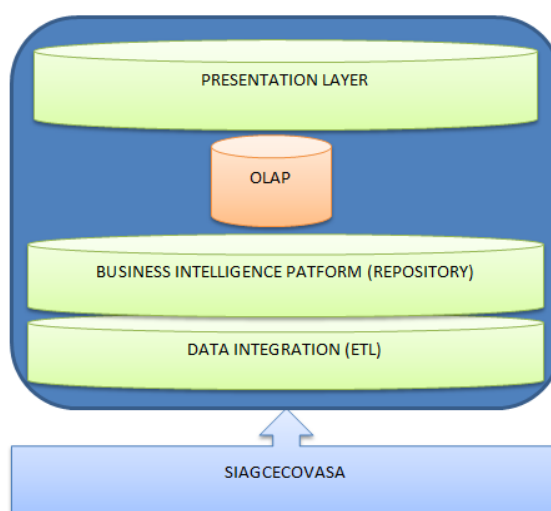 PRESENTATION LAYER
OLAP
BUSINESS INTELLIGENCE PATFORM (REPOSITORY)
DATA INTEGRATION (ETL)
SIAGCECOVASA